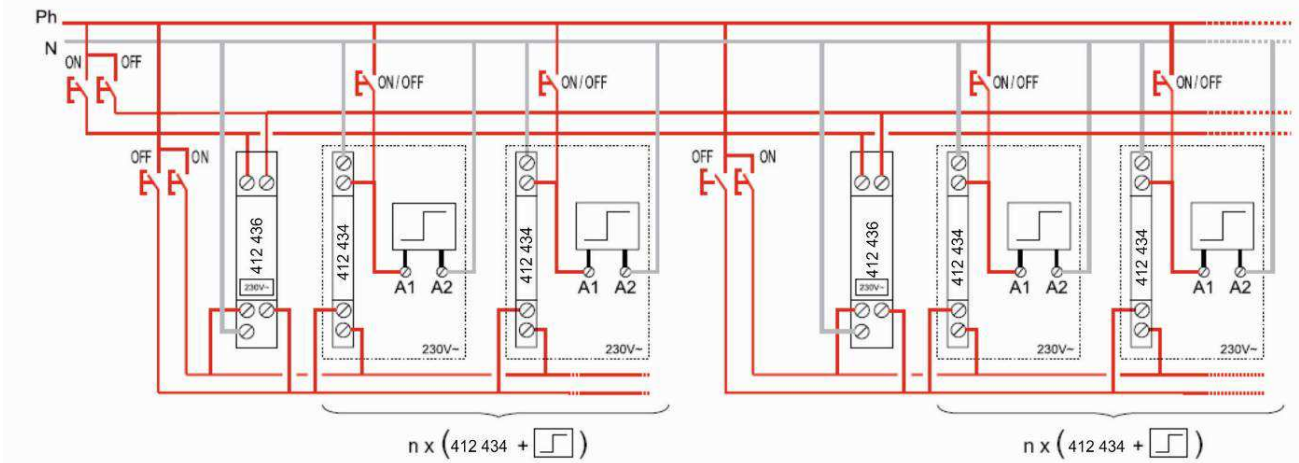 Ph
N
ON OFF
ON / OFF
ON / OFF
ON / OFF
ON / OFF
OFF ON
OFF ON
412 436
230V~
412 434
A1 A2
230V~
412 434
A1 A2
230V~
412 436
230V~
412 434
A1 A2
230V~
412 434
A1 A2
230V~
n x ( 412 434 + )
n x ( 412 434 + )